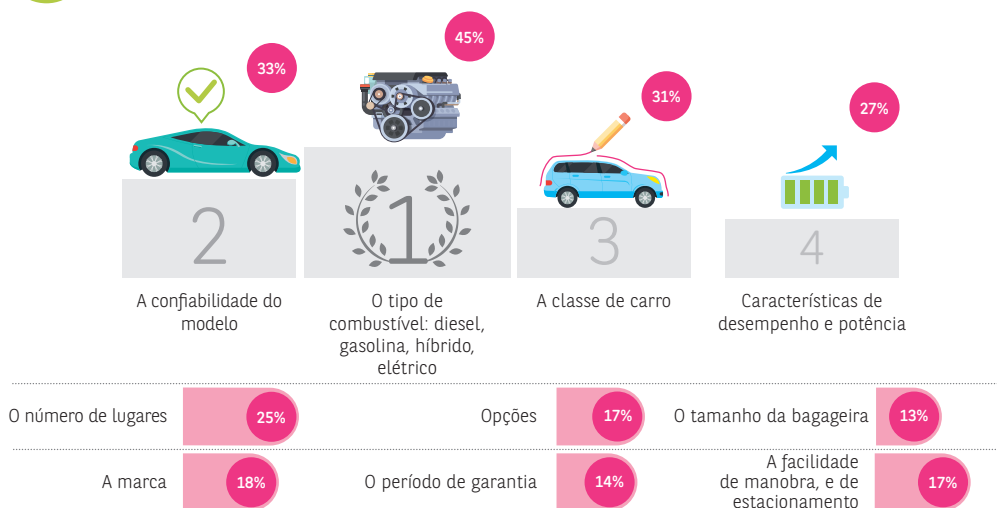 45%
33%
31%
27%
2
1
3
4
A confiabilidade do
modelo
O tipo de
combustível: diesel,
gasolina, híbrido,
elétrico
A classe de carro
Características de
desempenho e potência
O número de lugares
25%
Opções
17%
O tamanho da bagageira
13%
A marca
18%
O período de garantia
14%
A facilidade
de manobra, e de
estacionamento
17%